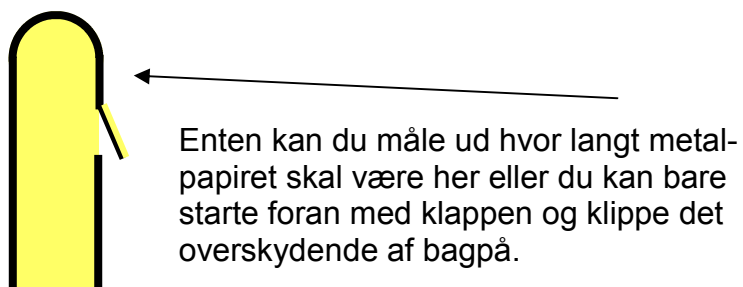 Enten kan du måle ud hvor langt metal-
papiret skal være her eller du kan bare
starte foran med klappen og klippe det
overskydende af bagpå.